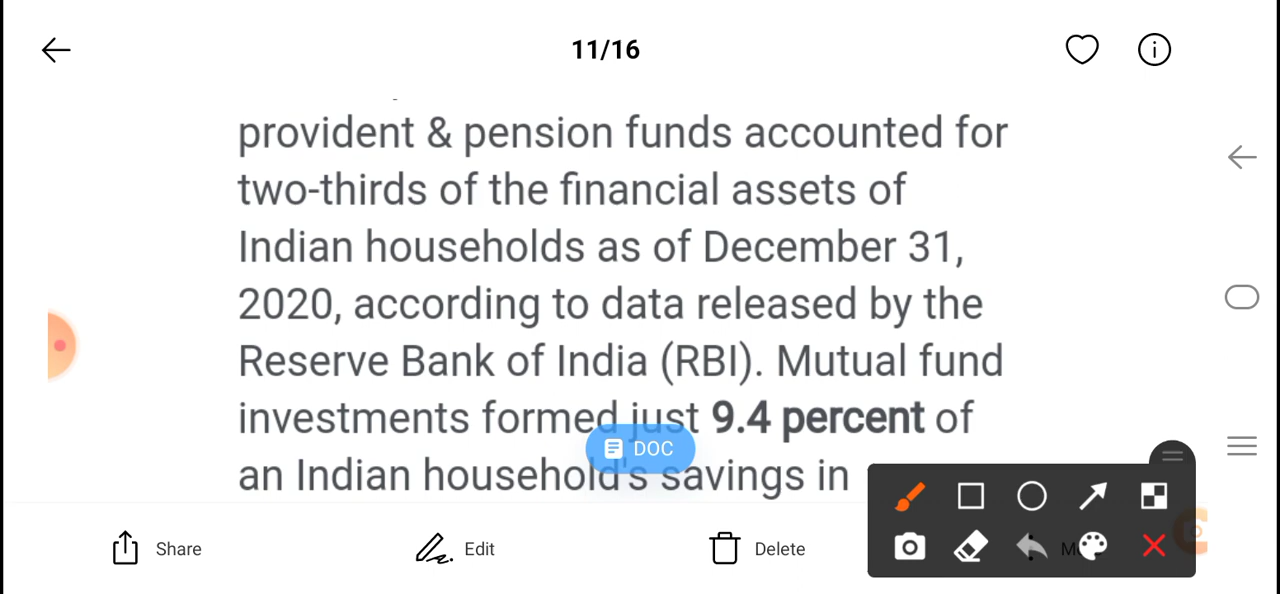 11/16
provident & pension funds accounted for
two-thirds of the financial assets of
Indian households as of December 31,
2020, according to data released by the
Reserve Bank of India (RBI). Mutual fund
investments formed just 9.4 percent of
DOC
an Indian household's savings in
Share Edit Delete